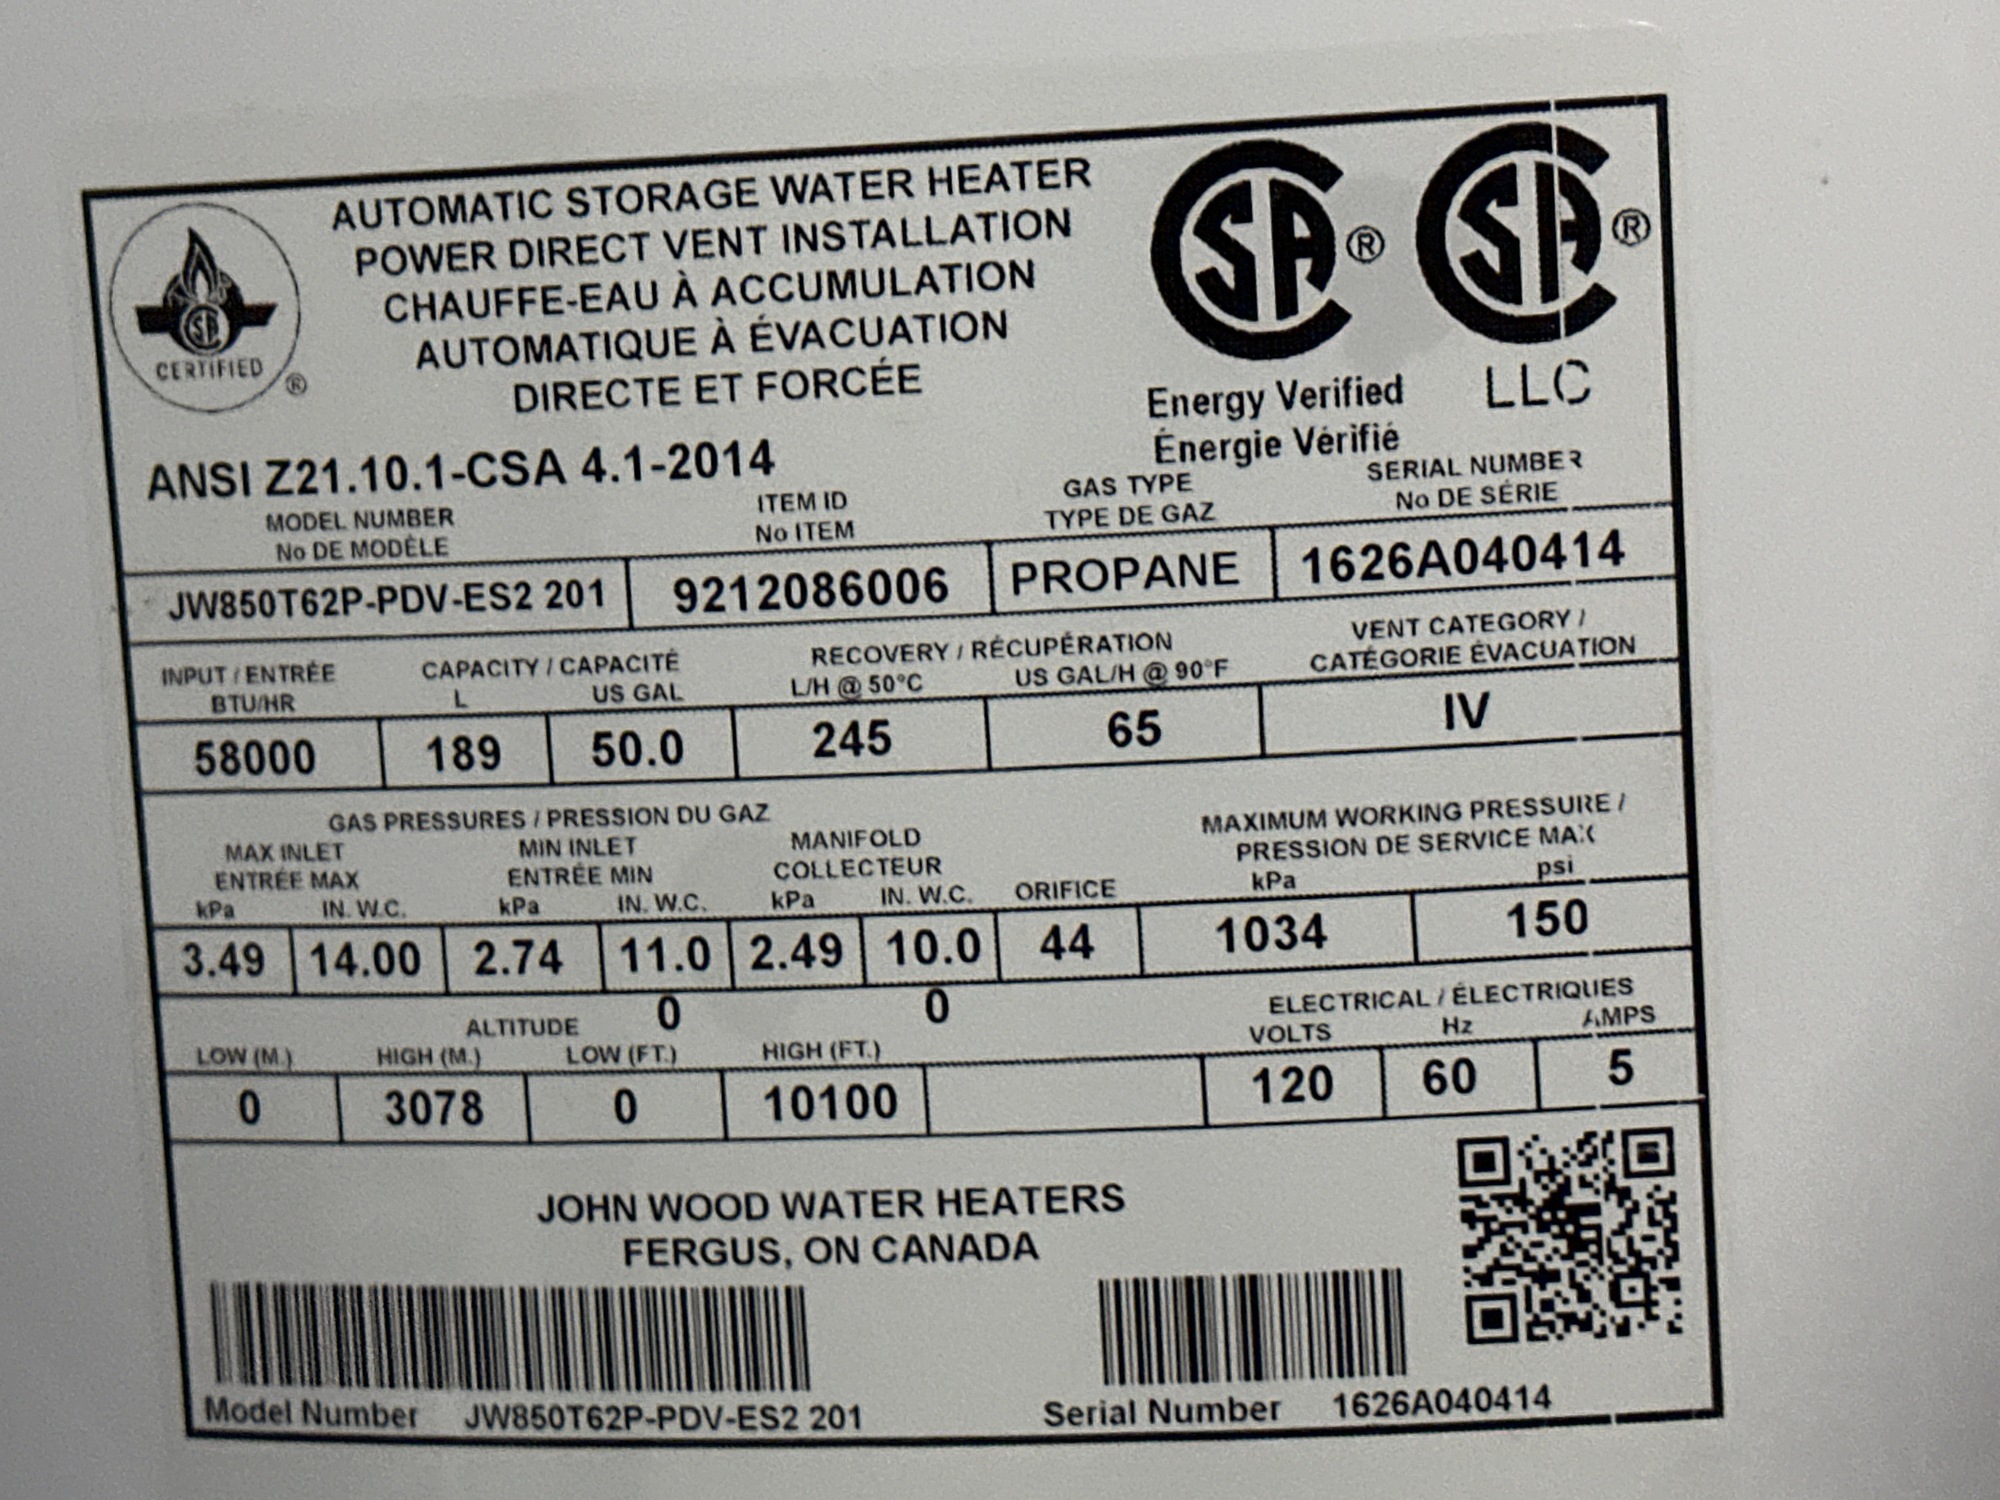 AUTOMATIC STORAGE WATER HEATER
POWER DIRECT VENT INSTALLATION
CHAUFFE-EAU À ACCUMULATION
AUTOMATIQUE À ÉVACUATION
DIRECTE ET FORCÉE
CERTIFIED ®
® ®
Energy Verified LLC
Énergie Vérifié
ANSI Z21.10.1-CSA 4.1-2014
MODEL NUMBER ITEM ID GAS TYPE SERIAL NUMBER
No DE MODÈLE No ITEM TYPE DE GAZ No DE SÉRIE
JW850T62P-PDV-ES2 201 9212086006 PROPANE 1626A040414
INPUT / ENTRÉE CAPACITY / CAPACITÉ RECOVERY / RÉCUPÉRATION VENT CATEGORY /
BTU/HR L US GAL L/H @ 50°C US GAL/H @ 90°F CATÉGORIE ÉVACUATION
58000 189 50.0 245 65 IV
GAS PRESSURES / PRESSION DU GAZ MAXIMUM WORKING PRESSURE /
MAX INLET MIN INLET MANIFOLD PRESSION DE SERVICE MAX
ENTRÉE MAX ENTRÉE MIN COLLECTEUR
kPa IN. W.C. kPa IN. W.C. kPa IN. W.C. ORIFICE kPa psi
3.49 14.00 2.74 11.0 2.49 10.0 44 1034 150
0 0
ALTITUDE ELECTRICAL / ÉLECTRIQUES
LOW (M.) HIGH (M.) LOW (FT.) HIGH (FT.) VOLTS Hz AMPS
0 3078 0 10100 120 60 5
JOHN WOOD WATER HEATERS
FERGUS, ON CANADA
Model Number JW850T62P-PDV-ES2 201 Serial Number 1626A040414